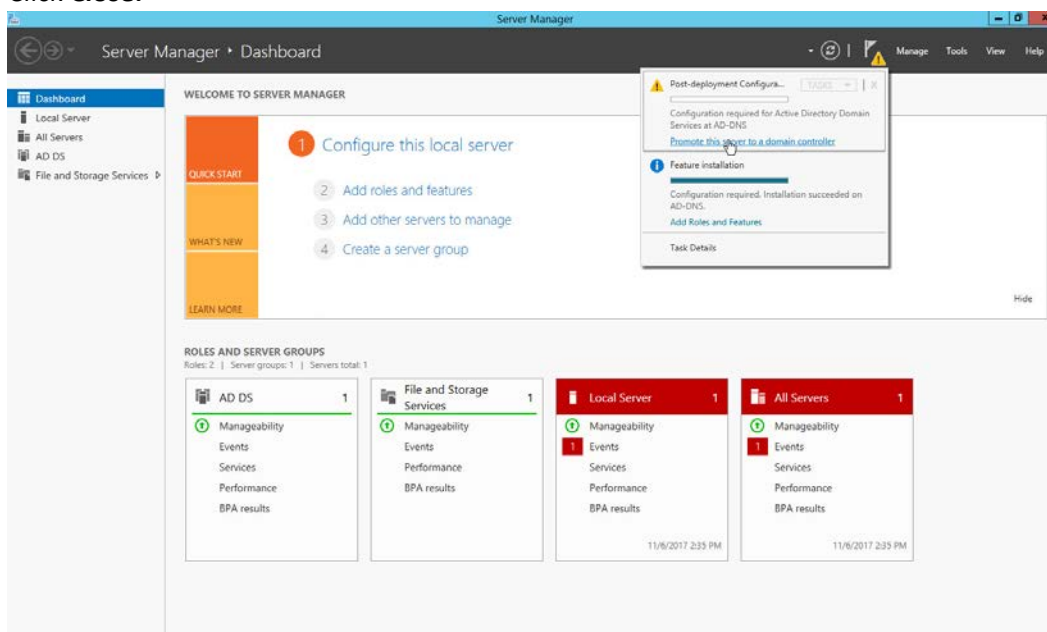 Click Close.
Server Manager
Server Manager • Dashboard
Manage Tools View Help
Dashboard
Local Server
All Servers
AD DS
File and Storage Services
WELCOME TO SERVER MANAGER
QUICK START
WHAT'S NEW
LEARN MORE
1 Configure this local server
2 Add roles and features
3 Add other servers to manage
4 Create a server group
Hide
Post-deployment Configura... TASKS X
Configuration required for Active Directory Domain
Services at AD-DNS
Promote this server to a domain controller
Feature installation
Configuration required. Installation succeeded on
AD-DNS.
Add Roles and Features
Task Details
ROLES AND SERVER GROUPS
Roles: 2 | Server groups: 1 | Servers total: 1
AD DS 1
Manageability
Events
Services
Performance
BPA results
File and Storage
Services 1
Manageability
Events
Performance
BPA results
Local Server 1
Manageability
1 Events
Services
Performance
BPA results
11/6/2017 2:35 PM
All Servers 1
Manageability
1 Events
Services
Performance
BPA results
11/6/2017 2:35 PM